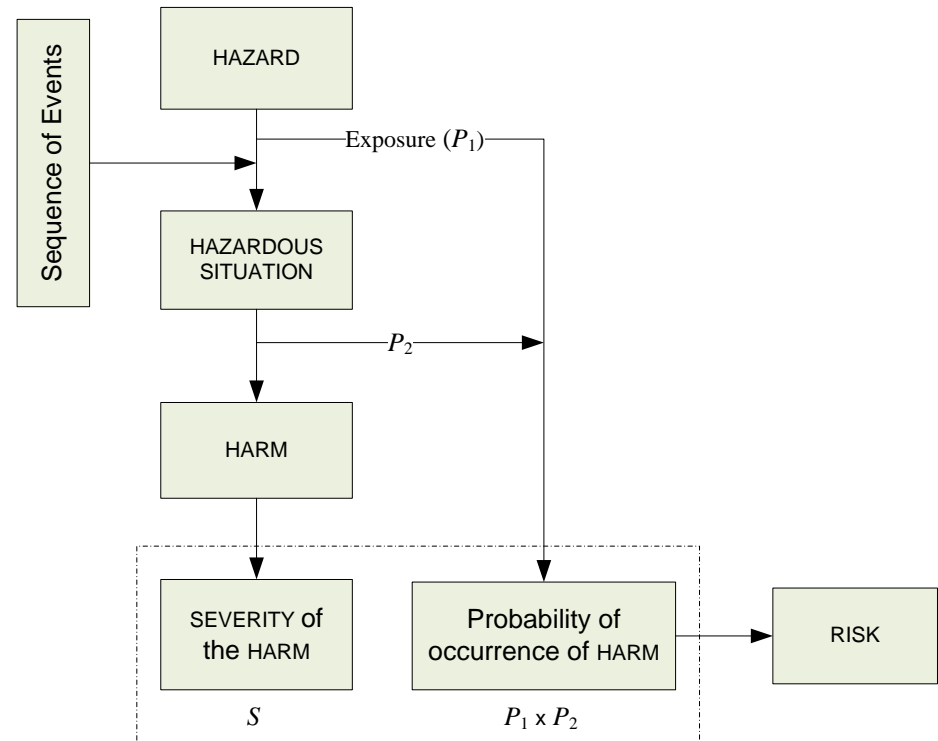 HAZARD
Sequence of Events
Exposure (P₁)
HAZARDOUS
SITUATION
P₂
HARM
SEVERITY of
the HARM
Probability of
occurrence of HARM
RISK
S
P₁ x P₂